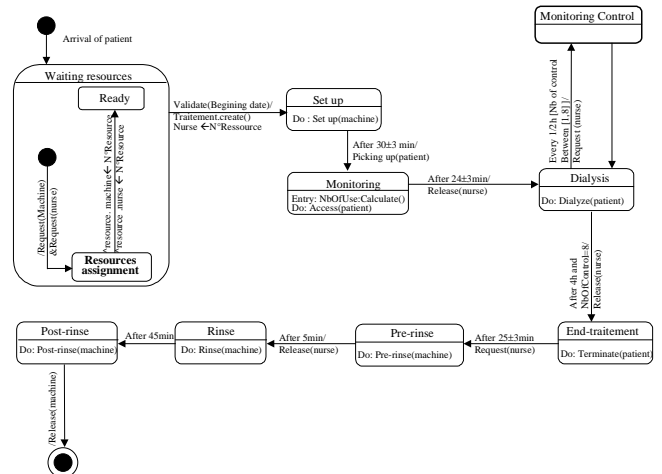 Arrival of patient
Waiting resources
Ready
/Request(Machine)
&Request(nurse)
^resource. machine← N°Resource
^resource .nurse ← N°Resource
Resources
assignment
Validate(Begining date)/
Traitement.create()
Nurse ←N°Ressource
Set up
Do : Set up(machine)
After 30±3 min/
Picking up(patient)
Monitoring
Entry: NbOfUse:Calculate()
Do: Access(patient)
After 24±3min/
Release(nurse)
Monitoring Control
Every 1/2 h [Nb of control
Between [1,8]]/
Request (nurse)
Dialysis
Do: Dialyze(patient)
After 4h and
NbOfControl=8/
Release(nurse)
End-traitement
Do: Terminate(patient)
After 25±3min
Request(nurse)
Pre-rinse
Do: Pre-rinse(machine)
After 5min/
Release(nurse)
Rinse
Do: Rinse(machine)
After 45min
Post-rinse
Do: Post-rinse(machine)
/Release(machine)